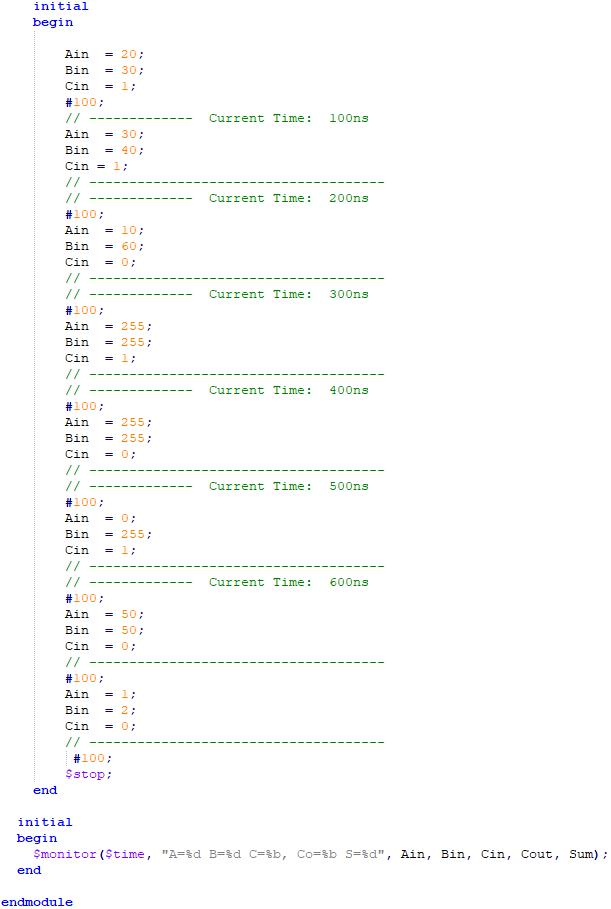 initial
begin
Ain  = 20;
Bin  = 30;
Cin  = 1;
#100;
// -------------  Current Time:  100ns
Ain  = 30;
Bin  = 40;
Cin = 1;
// -------------------------------------
// -------------  Current Time:  200ns
#100;
Ain  = 10;
Bin  = 60;
Cin  = 0;
// -------------------------------------
// -------------  Current Time:  300ns
#100;
Ain  = 255;
Bin  = 255;
Cin  = 1;
// -------------------------------------
// -------------  Current Time:  400ns
#100;
Ain  = 255;
Bin  = 255;
Cin  = 0;
// -------------------------------------
// -------------  Current Time:  500ns
#100;
Ain  = 0;
Bin  = 255;
Cin  = 1;
// -------------------------------------
// -------------  Current Time:  600ns
#100;
Ain  = 50;
Bin  = 50;
Cin  = 0;
// -------------------------------------
#100;
Ain  = 1;
Bin  = 2;
Cin  = 0;
// -------------------------------------
#100;
$stop;
end
initial
begin
$monitor($time, "A=%d B=%d C=%b, Co=%b S=%d", Ain, Bin, Cin, Cout, Sum);
end
endmodule